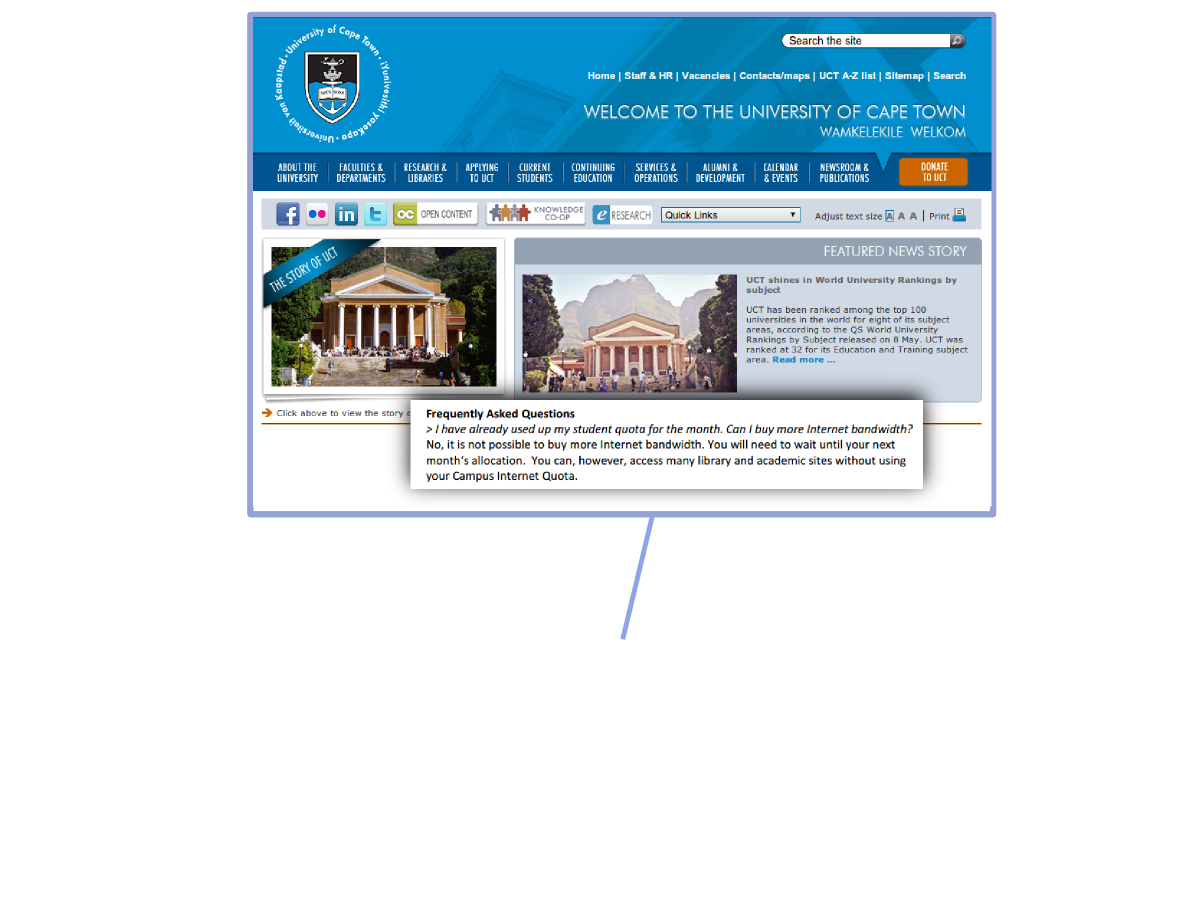 University of Cape Town · iYunivesithi yaseKapa · Universiteit van Kaapstad
SPES BONA
Search the site
Home | Staff & HR | Vacancies | Contacts/maps | UCT A-Z list | Sitemap | Search
WELCOME TO THE UNIVERSITY OF CAPE TOWN
WAMKELEKILE WELKOM
ABOUT THE UNIVERSITY
FACULTIES & DEPARTMENTS
RESEARCH & LIBRARIES
APPLYING TO UCT
CURRENT STUDENTS
CONTINUING EDUCATION
SERVICES & OPERATIONS
ALUMNI & DEVELOPMENT
CALENDAR & EVENTS
NEWSROOM & PUBLICATIONS
DONATE TO UCT
f
in
t
OC OPEN CONTENT
KNOWLEDGE CO-OP
e RESEARCH
Quick Links
Adjust text size A A A | Print
THE STORY OF UCT
Click above to view the story
FEATURED NEWS STORY
UCT shines in World University Rankings by
subject
UCT has been ranked among the top 100
universities in the world for eight of its subject
areas, according to the QS World University
Rankings by Subject released on 8 May. UCT was
ranked at 32 for its Education and Training subject
area. Read more ...
Frequently Asked Questions
> I have already used up my student quota for the month. Can I buy more Internet bandwidth?
No, it is not possible to buy more Internet bandwidth. You will need to wait until your next
month's allocation.  You can, however, access many library and academic sites without using
your Campus Internet Quota.